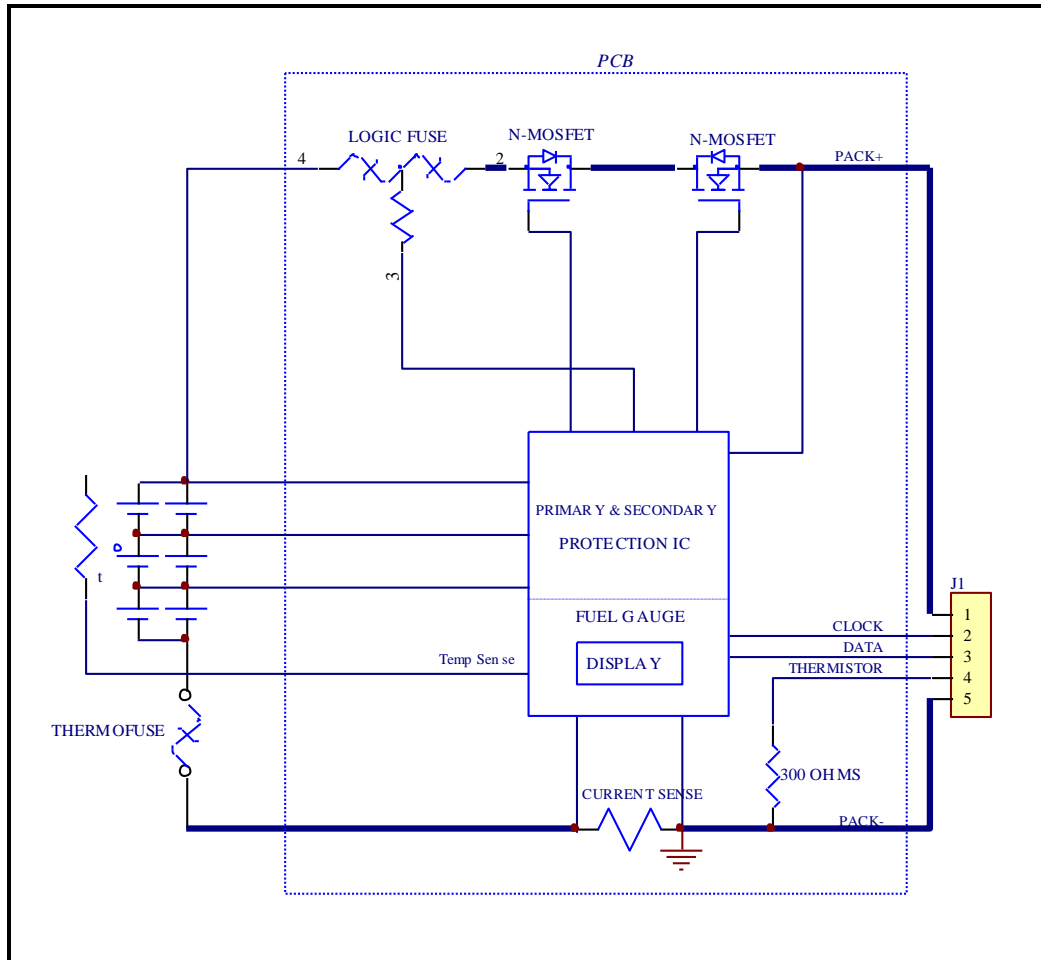 PCB
LOGIC FUSE
N-MOSFET
N-MOSFET
4
2
PACK+
3
PRIMARY & SECONDARY
PROTECTION IC
t
J1
1
FUEL GAUGE
CLOCK
2
DATA
3
Temp Sense
DISPLAY
THERMISTOR
4
5
THERMOFUSE
300 OHMS
CURRENT SENSE
PACK-